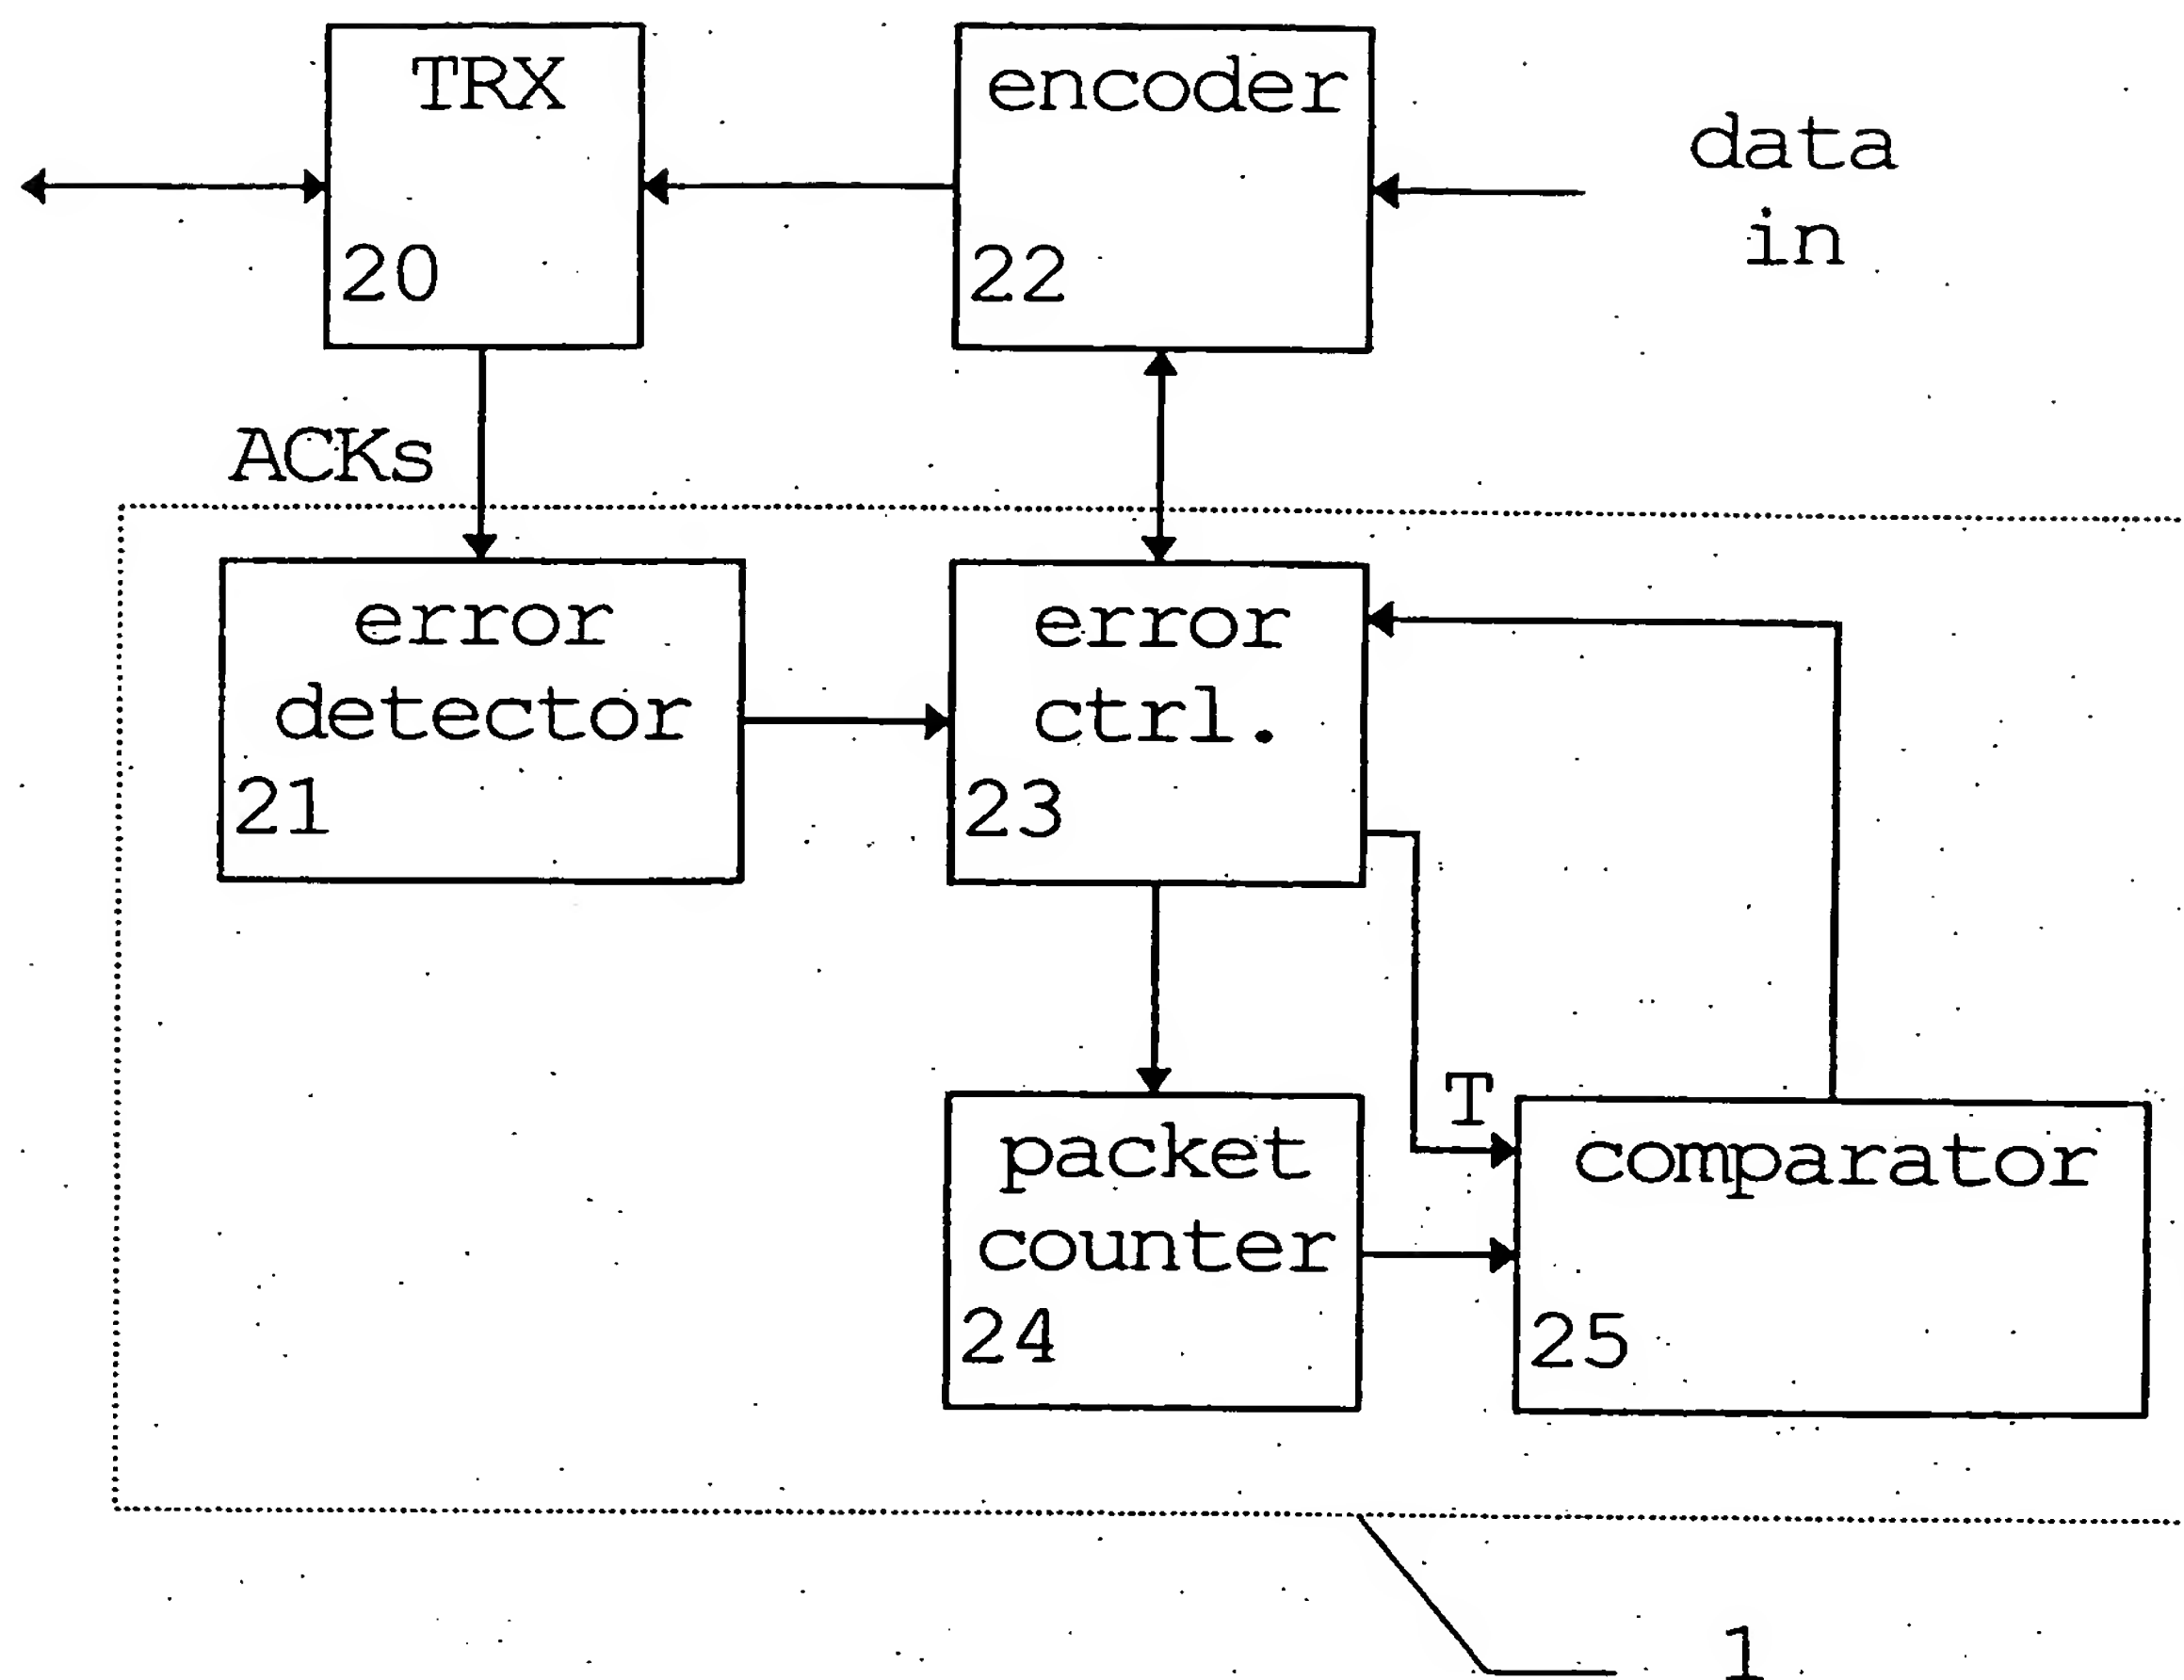 TRX
20
encoder
22
data
in
ACKs
error
detector
21
error
ctrl.
23
T
packet
counter
24
comparator
25
1